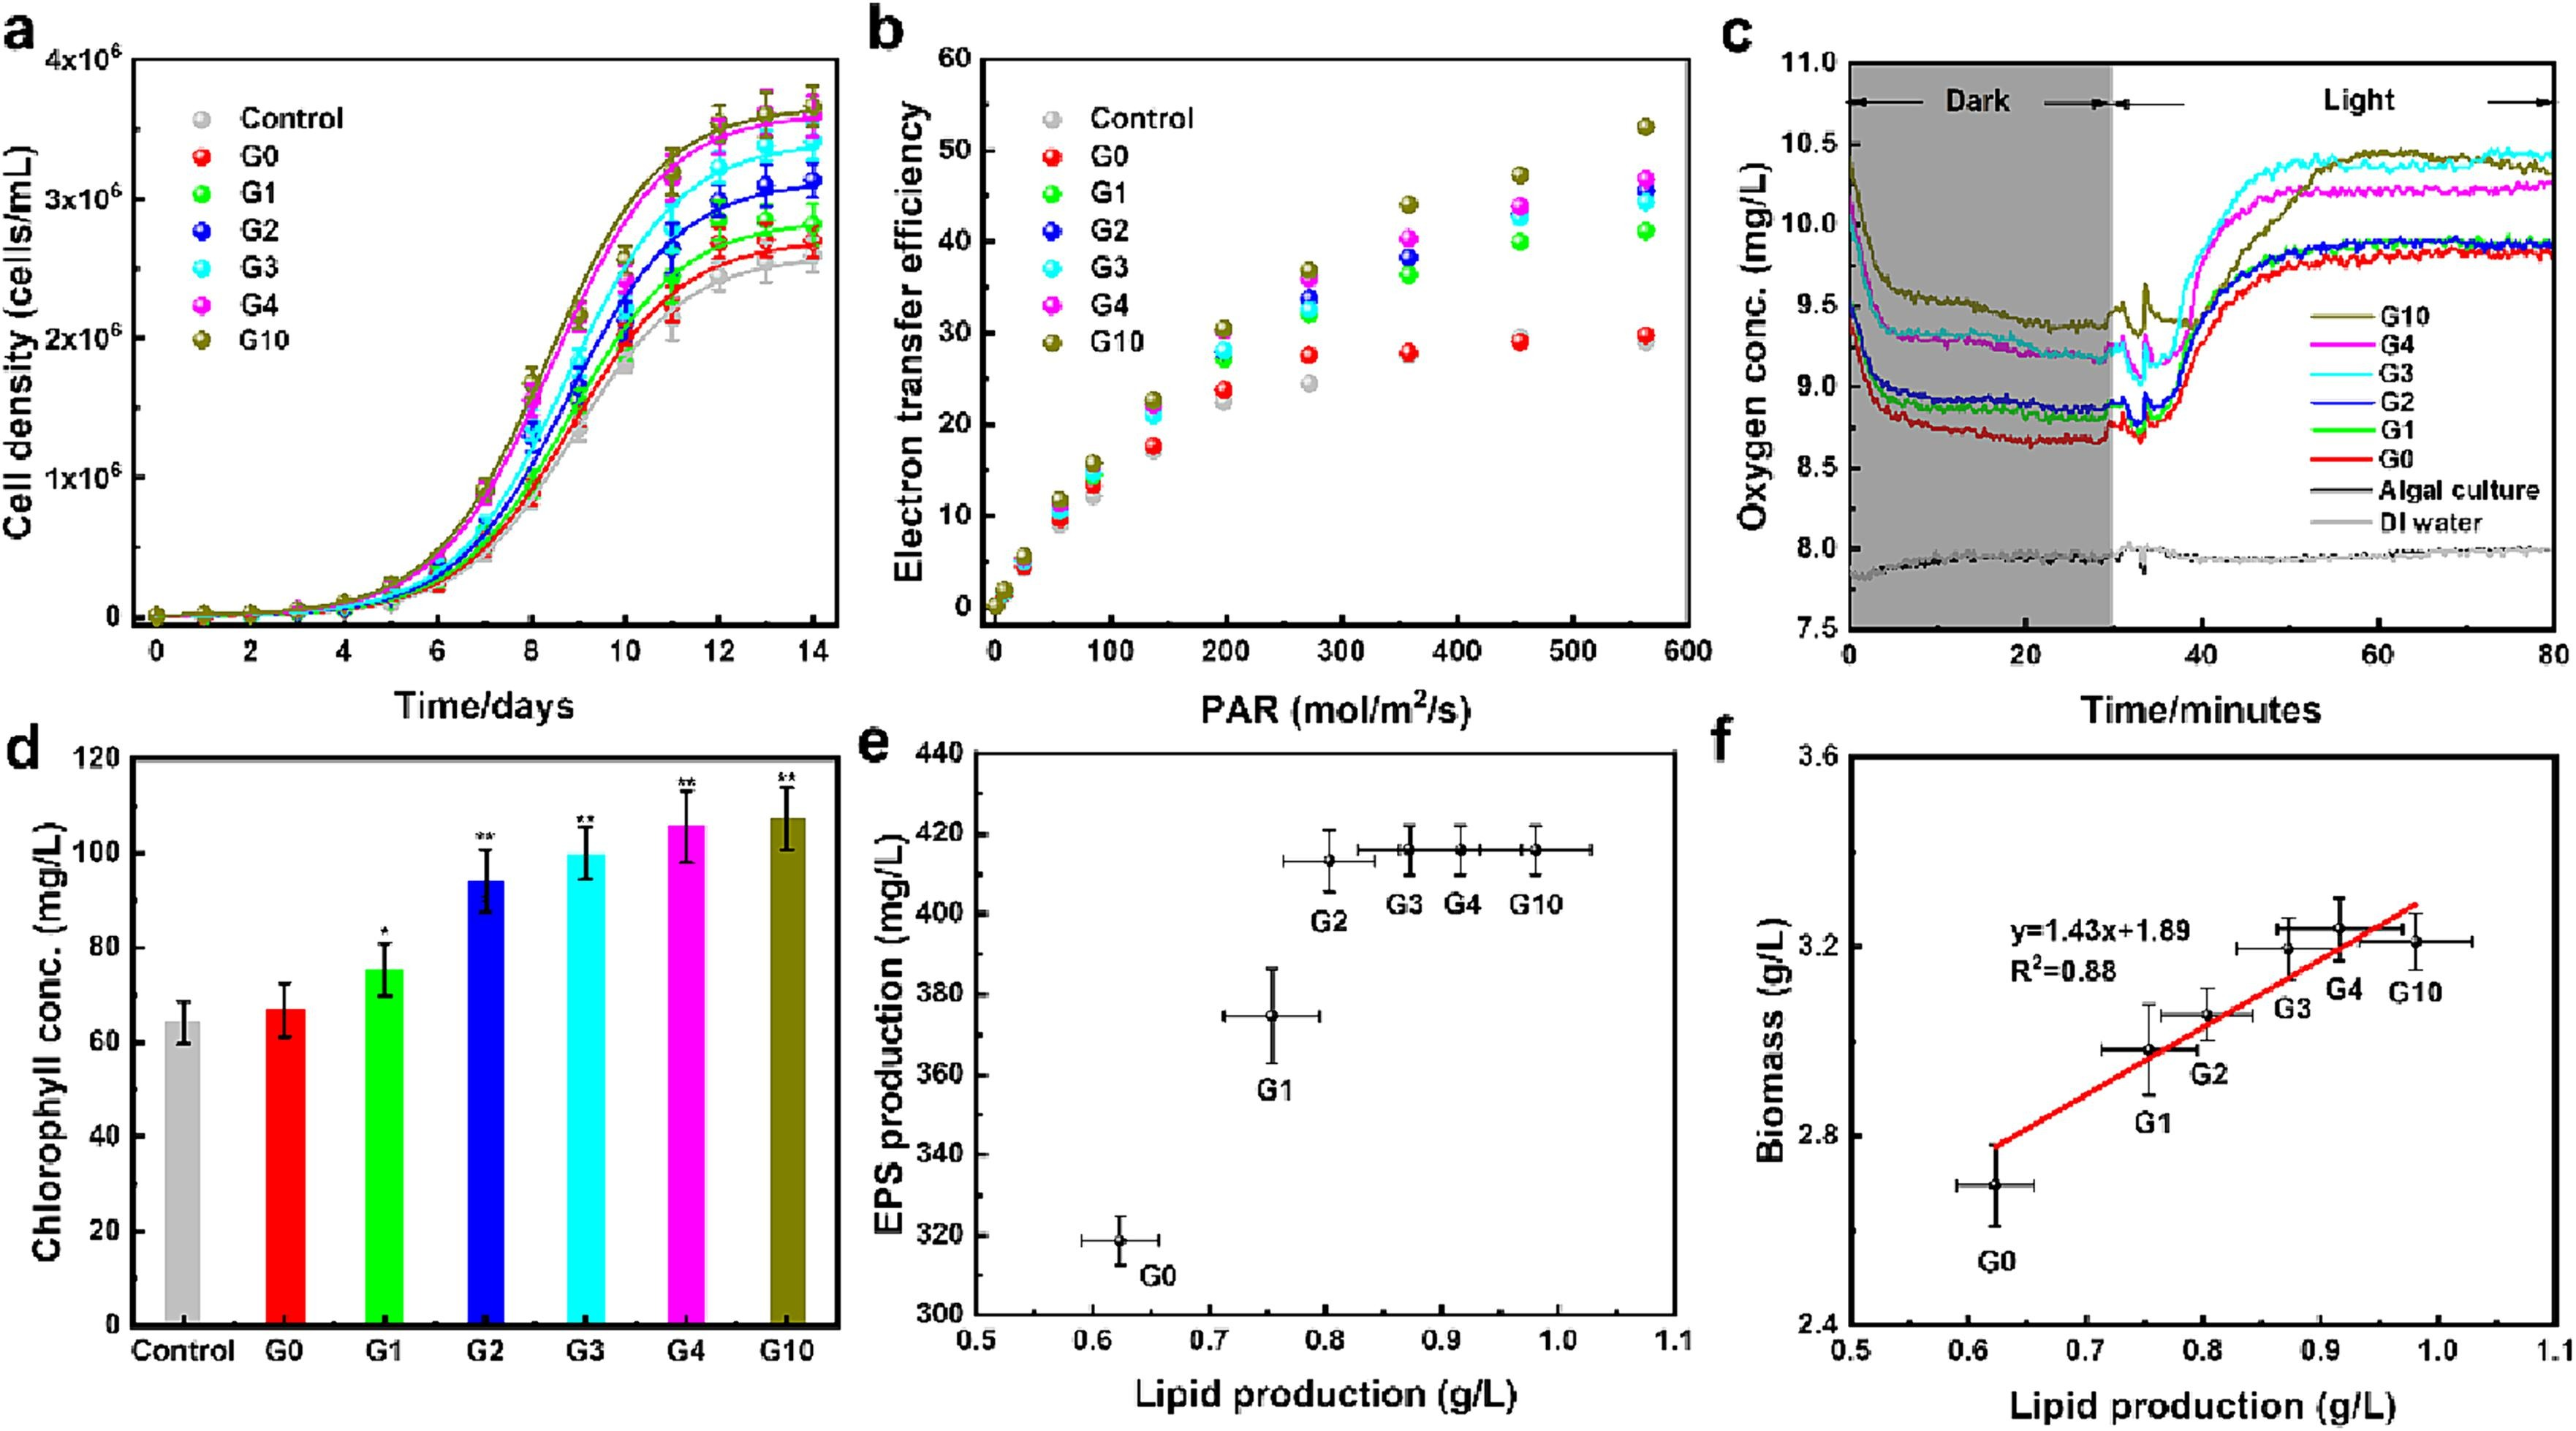 a
4x10⁶
3x10⁶
2x10⁶
1x10⁶
0
Cell density (cells/mL)
Control
G0
G1
G2
G3
G4
G10
0 2 4 6 8 10 12 14
Time/days
b
60
50
40
30
20
10
0
Electron transfer efficiency
Control
G0
G1
G2
G3
G4
G10
0 100 200 300 400 500 600
PAR (mol/m²/s)
c
11.0
10.5
10.0
9.5
9.0
8.5
8.0
7.5
Oxygen conc. (mg/L)
Dark Light
G10
G4
G3
G2
G1
G0
Algal culture
DI water
0 20 40 60 80
Time/minutes
d
120
100
80
60
40
20
0
Chlorophyll conc. (mg/L)
* ** ** ** **
Control G0 G1 G2 G3 G4 G10
e
440
420
400
380
360
340
320
300
EPS production (mg/L)
G3 G4 G10
G2
G1
G0
0.5 0.6 0.7 0.8 0.9 1.0 1.1
Lipid production (g/L)
f
3.6
3.2
2.8
2.4
Biomass (g/L)
y=1.43x+1.89
R²=0.88
G4 G10
G3
G2
G1
G0
0.5 0.6 0.7 0.8 0.9 1.0 1.1
Lipid production (g/L)